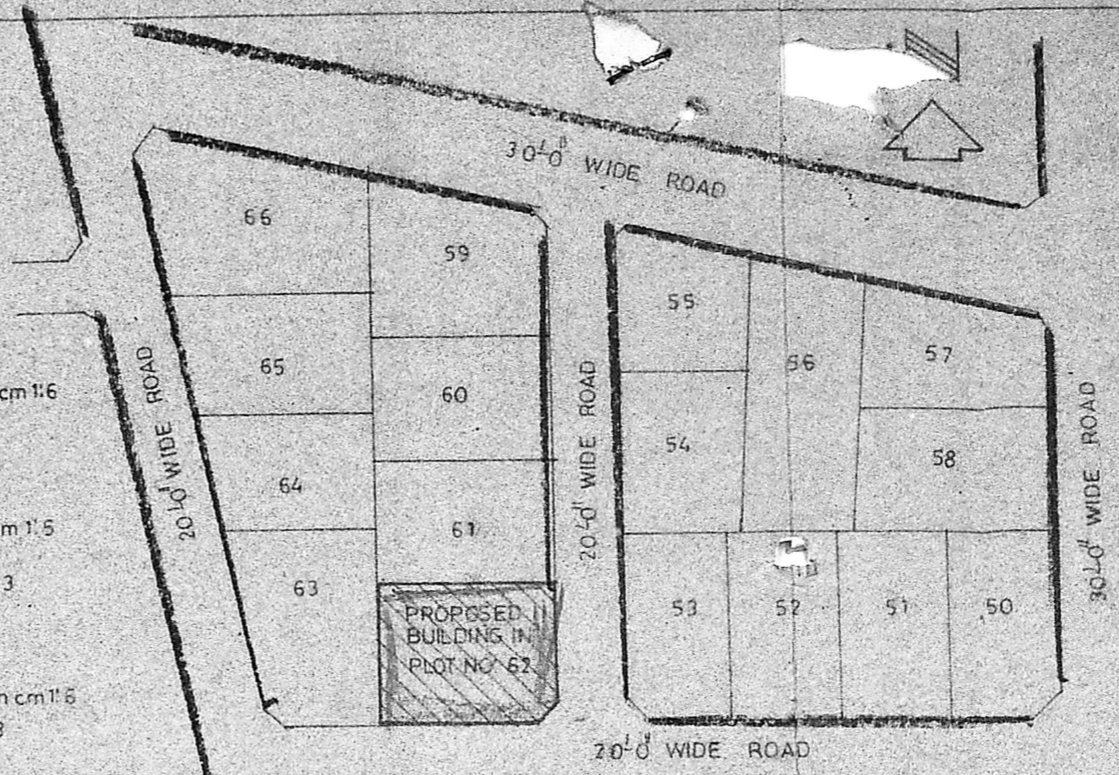 30'-0" WIDE ROAD
66
59
55
56
57
65
60
54
58
64
61
63
53
52
51
50
PROPOSED
BUILDING IN
PLOT NO 62
20'-0" WIDE ROAD
20'-0" WIDE ROAD
30'-0" WIDE ROAD
20'-0" WIDE ROAD
cm 1:6
m 1:5
3
cm 1:6